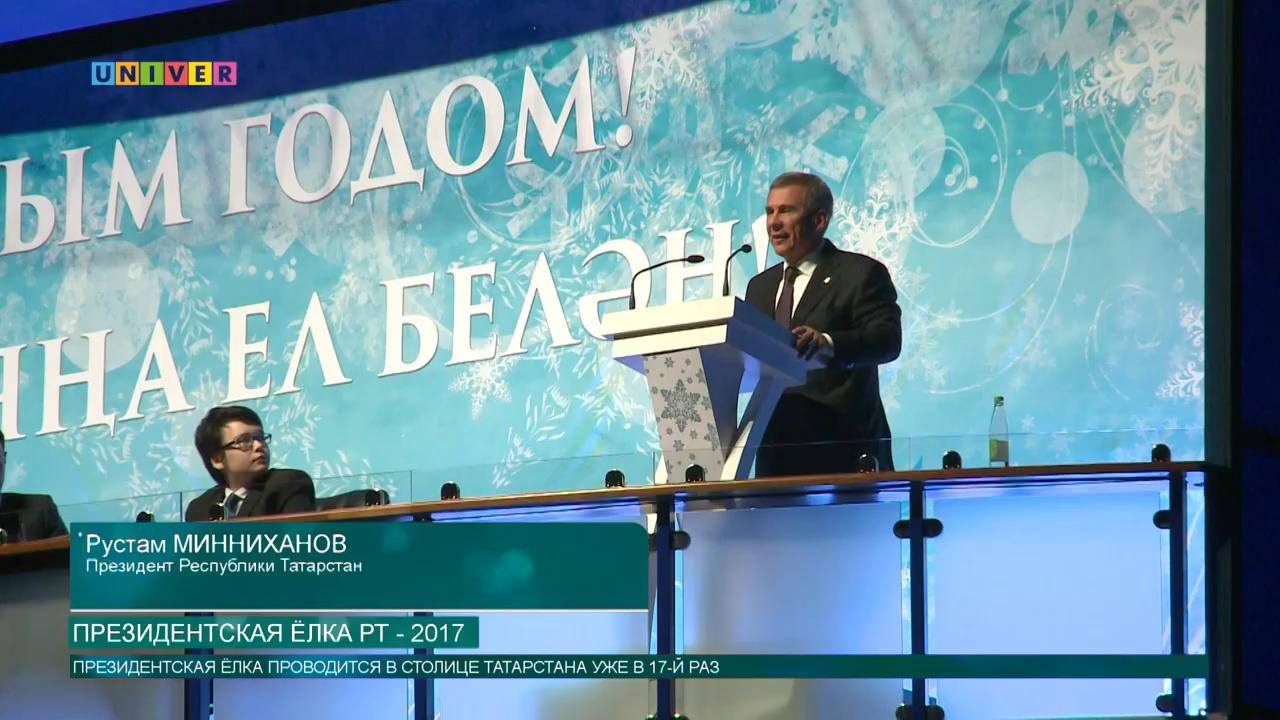 UNIVER
ЫМ ГОДОМ!
ЯҢА ЕЛ БЕЛӘН!
Рустам МИННИХАНОВ
Президент Республики Татарстан
ПРЕЗИДЕНТСКАЯ ЁЛКА РТ - 2017
ПРЕЗИДЕНТСКАЯ ЁЛКА ПРОВОДИТСЯ В СТОЛИЦЕ ТАТАРСТАНА УЖЕ В 17-Й РАЗ